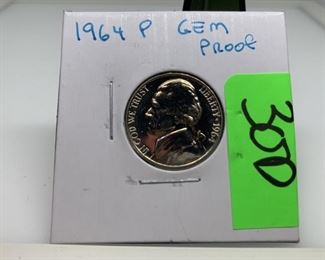 1964 P GEM
PROOF
IN GOD WE TRUST
LIBERTY 1964
300